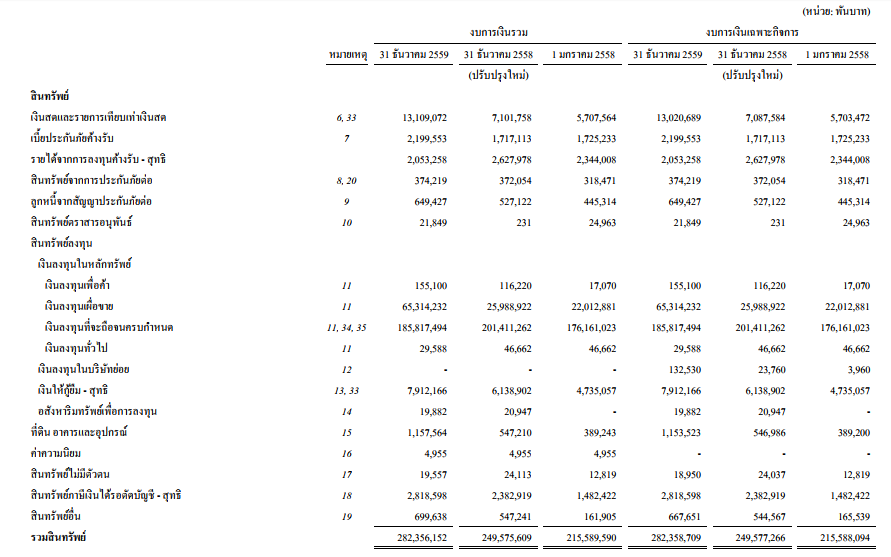 (หน่วย: พันบาท)
งบการเงินรวม งบการเงินเฉพาะกิจการ
หมายเหตุ 31 ธันวาคม 2559 31 ธันวาคม 2558 1 มกราคม 2558 31 ธันวาคม 2559 31 ธันวาคม 2558 1 มกราคม 2558
(ปรับปรุงใหม่) (ปรับปรุงใหม่)
สินทรัพย์
เงินสดและรายการเทียบเท่าเงินสด 6, 33 13,109,072 7,101,758 5,707,564 13,020,689 7,087,584 5,703,472
เบี้ยประกันภัยค้างรับ 7 2,199,553 1,717,113 1,725,233 2,199,553 1,717,113 1,725,233
รายได้จากการลงทุนค้างรับ - สุทธิ 2,053,258 2,627,978 2,344,008 2,053,258 2,627,978 2,344,008
สินทรัพย์จากการประกันภัยต่อ 8, 20 374,219 372,054 318,471 374,219 372,054 318,471
ลูกหนี้จากสัญญาประกันภัยต่อ 9 649,427 527,122 445,314 649,427 527,122 445,314
สินทรัพย์ตราสารอนุพันธ์ 10 21,849 231 24,963 21,849 231 24,963
สินทรัพย์ลงทุน
เงินลงทุนในหลักทรัพย์
เงินลงทุนเพื่อค้า 11 155,100 116,220 17,070 155,100 116,220 17,070
เงินลงทุนเผื่อขาย 11 65,314,232 25,988,922 22,012,881 65,314,232 25,988,922 22,012,881
เงินลงทุนที่จะถือจนครบกำหนด 11, 34, 35 185,817,494 201,411,262 176,161,023 185,817,494 201,411,262 176,161,023
เงินลงทุนทั่วไป 11 29,588 46,662 46,662 29,588 46,662 46,662
เงินลงทุนในบริษัทย่อย 12 - - - 132,530 23,760 3,960
เงินให้กู้ยืม - สุทธิ 13, 33 7,912,166 6,138,902 4,735,057 7,912,166 6,138,902 4,735,057
อสังหาริมทรัพย์เพื่อการลงทุน 14 19,882 20,947 - 19,882 20,947 -
ที่ดิน อาคารและอุปกรณ์ 15 1,157,564 547,210 389,243 1,153,523 546,986 389,200
ค่าความนิยม 16 4,955 4,955 4,955 - - -
สินทรัพย์ไม่มีตัวตน 17 19,557 24,113 12,819 18,950 24,037 12,819
สินทรัพย์ภาษีเงินได้รอตัดบัญชี - สุทธิ 18 2,818,598 2,382,919 1,482,422 2,818,598 2,382,919 1,482,422
สินทรัพย์อื่น 19 699,638 547,241 161,905 667,651 544,567 165,539
รวมสินทรัพย์ 282,356,152 249,575,609 215,589,590 282,358,709 249,577,266 215,588,094